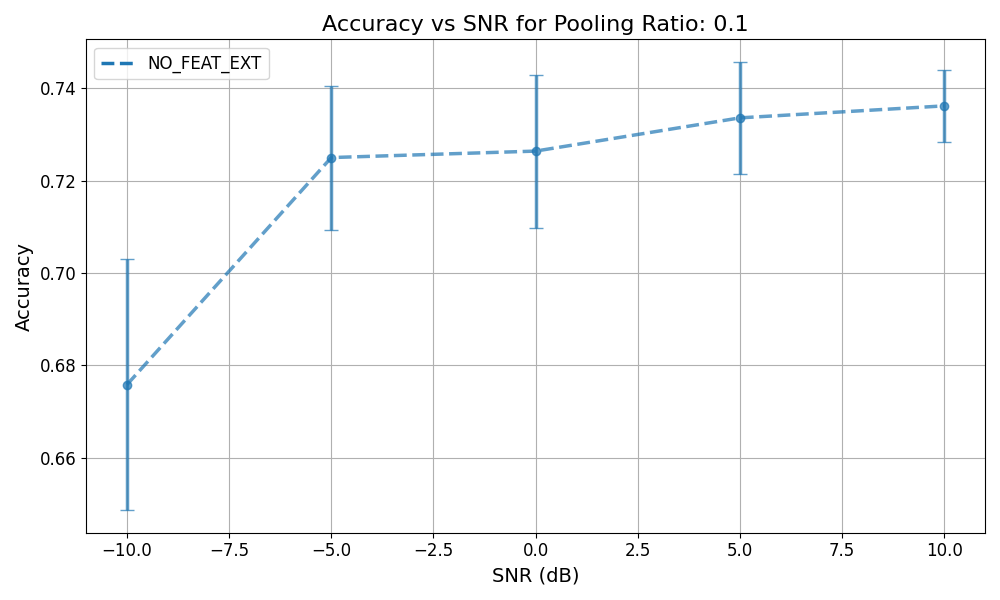 Accuracy vs SNR for Pooling Ratio: 0.1
NO_FEAT_EXT
Accuracy
0.74
0.72
0.70
0.68
0.66
−10.0 −7.5 −5.0 −2.5 0.0 2.5 5.0 7.5 10.0
SNR (dB)